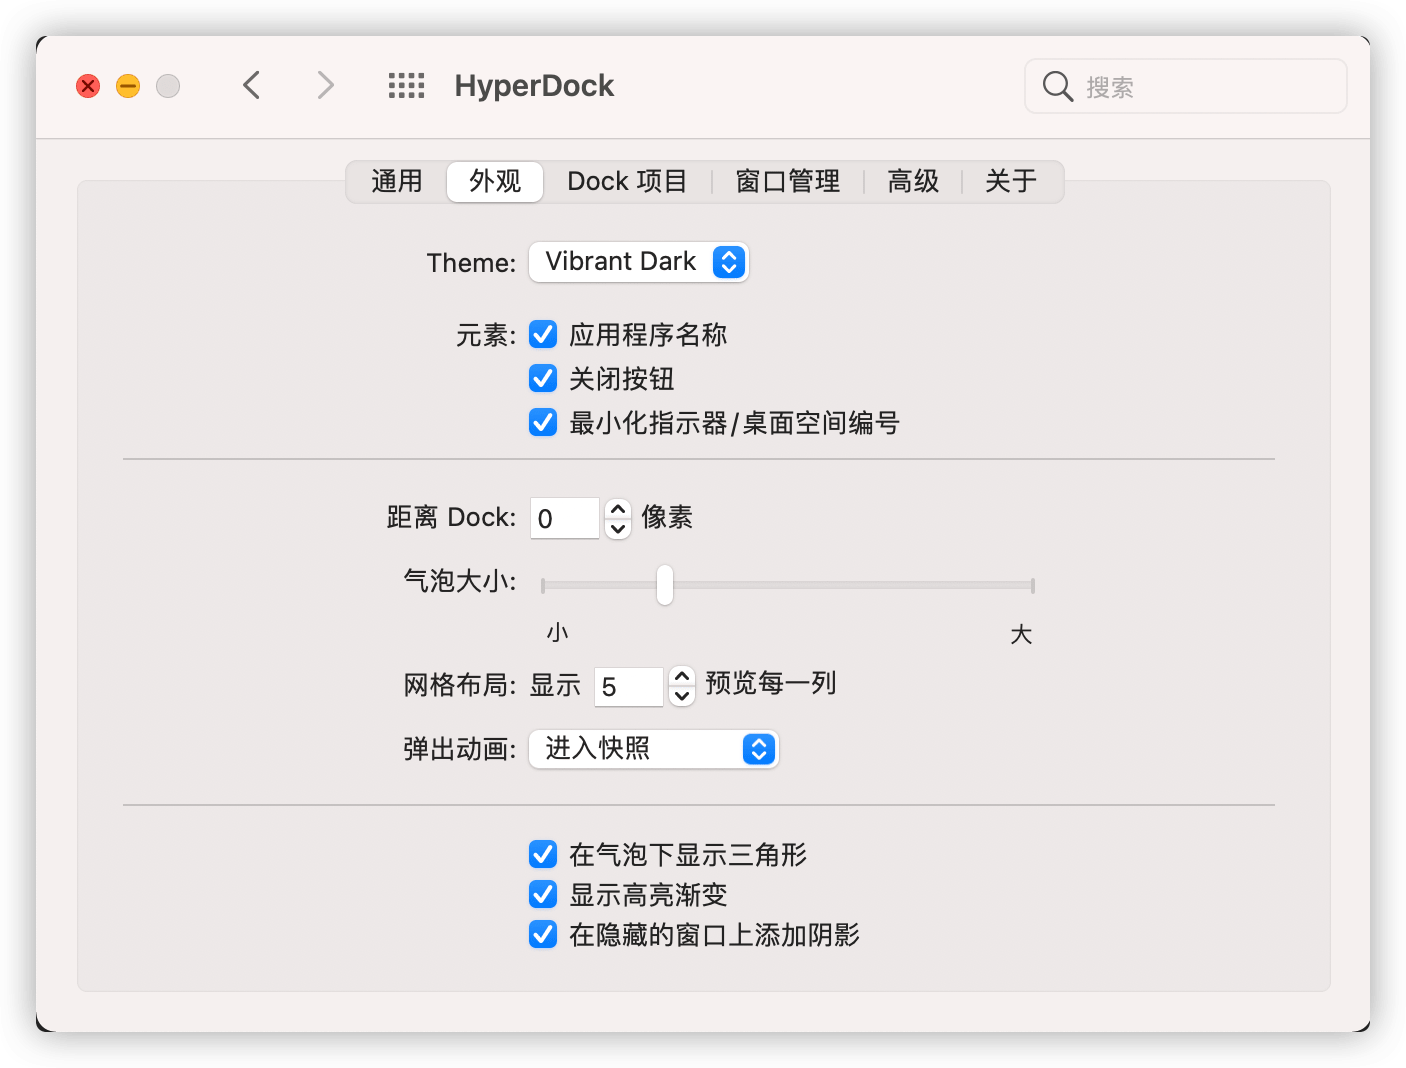 HyperDock
搜索
通用 外观 Dock 项目 窗口管理 高级 关于
Theme: Vibrant Dark
元素: 应用程序名称
关闭按钮
最小化指示器/桌面空间编号
距离 Dock: 0 像素
气泡大小:
小 大
网格布局: 显示 5 预览每一列
弹出动画: 进入快照
在气泡下显示三角形
显示高亮渐变
在隐藏的窗口上添加阴影